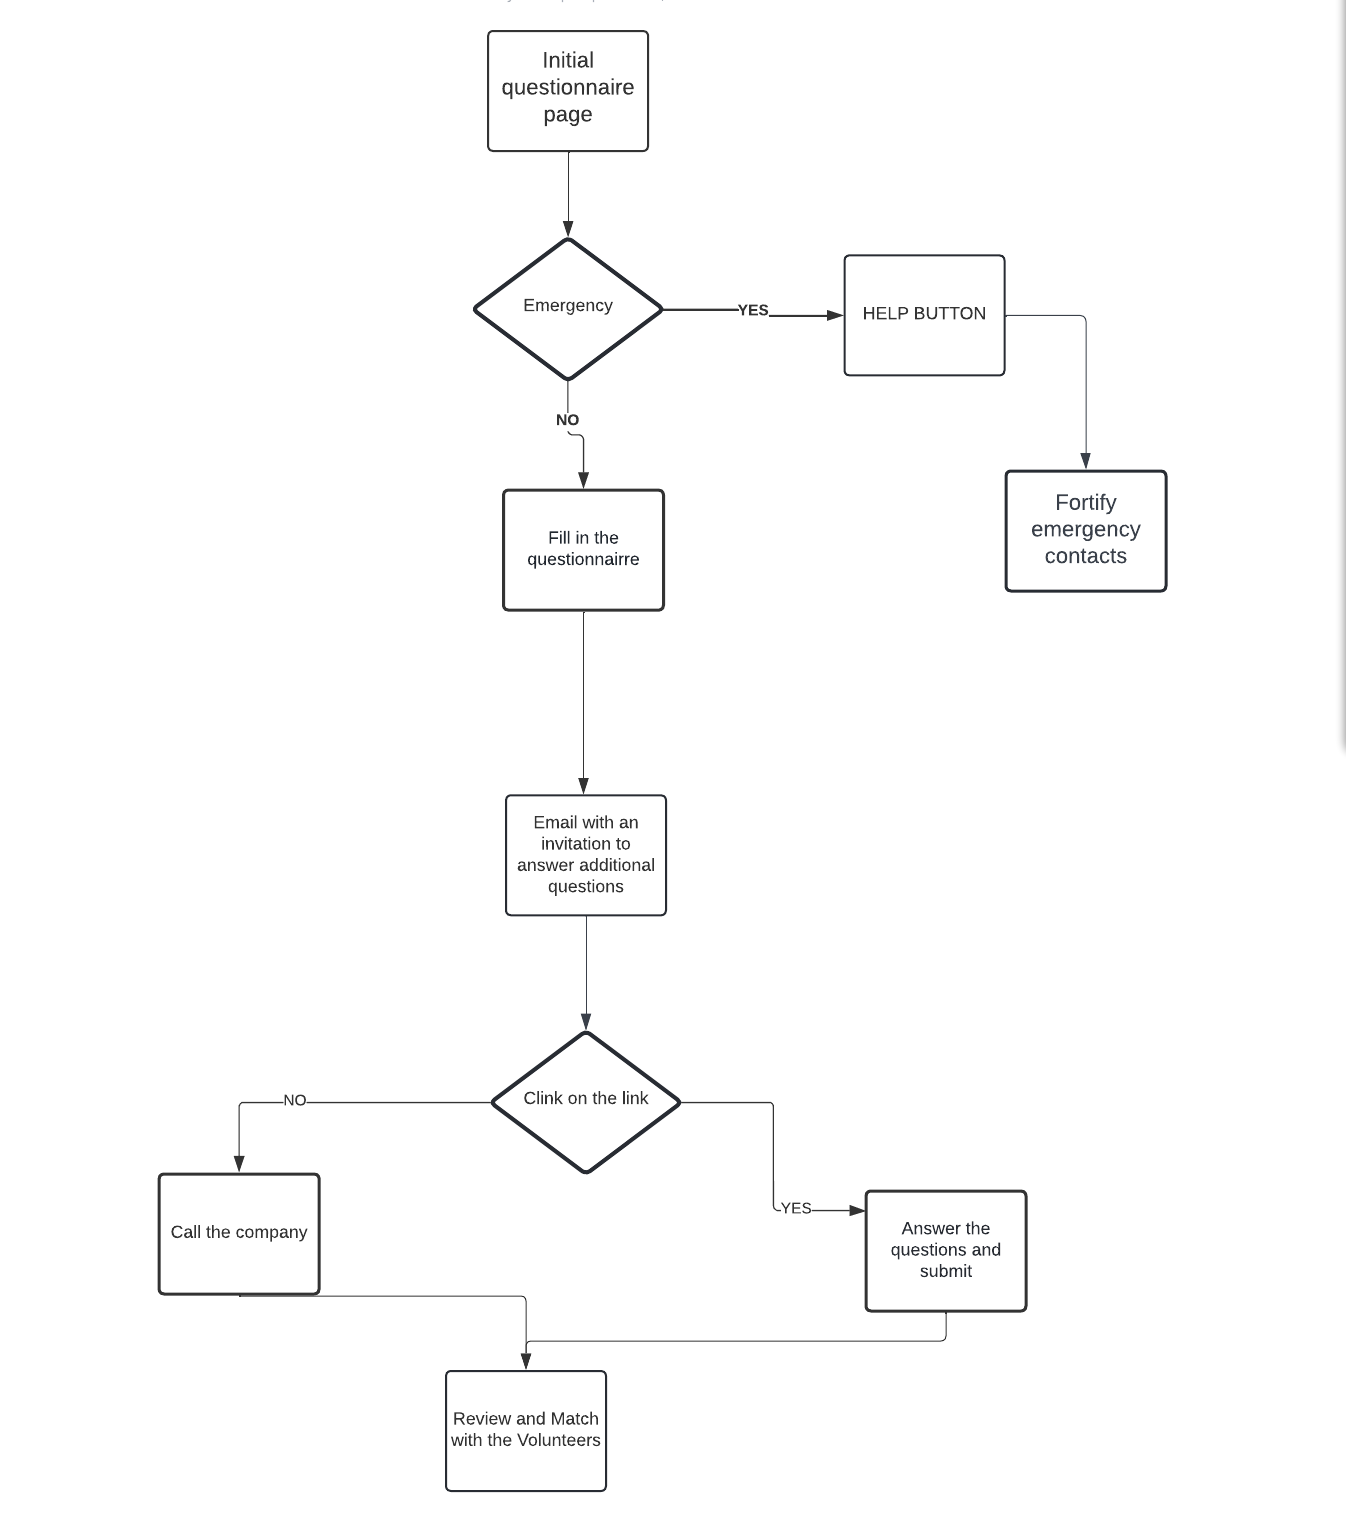 Initial
questionnaire
page
Emergency
YES
HELP BUTTON
NO
Fortify
emergency
contacts
Fill in the
questionnairre
Email with an
invitation to
answer additional
questions
Clink on the link
NO
YES
Call the company
Answer the
questions and
submit
Review and Match
with the Volunteers